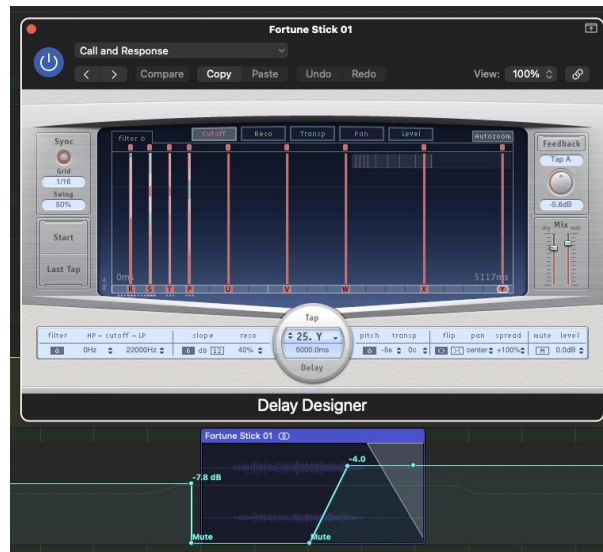 Fortune Stick 01
Call and Response
Compare Copy Paste Undo Redo View: 100%
Sync
Grid
1/16
Swing
50%
Start
Last Tap
filter
Cutoff Reso Transp Pan Level Autozoom
0ms 5117ms
4
4
R S T P U V W X Y
Feedback
Tap A
-5.6dB
Mix
dry wet
Tap
25. Y
5000.0ms
Delay
filter HP – cutoff – LP slope reso
0Hz 22000Hz 6 dB 12 40%
pitch transp flip pan spread mute level
-5s 0c center +100% M 0.0dB
Delay Designer
Fortune Stick 01
-7.8 dB
-4.0
Mute Mute